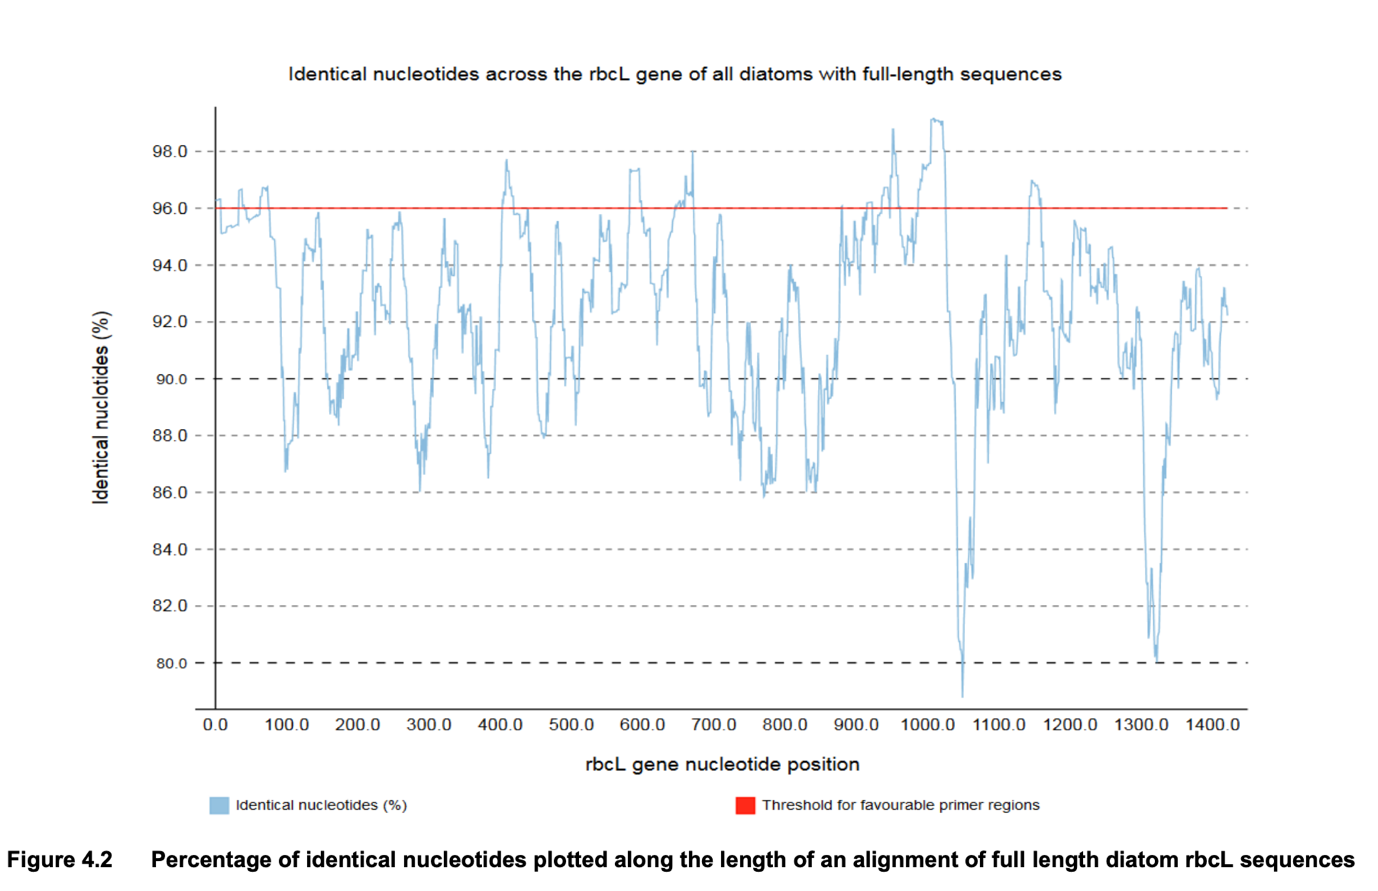 Identical nucleotides across the rbcL gene of all diatoms with full-length sequences
98.0
96.0
94.0
92.0
90.0
88.0
86.0
84.0
82.0
80.0
Identical nuclotides (%)
0.0 100.0 200.0 300.0 400.0 500.0 600.0 700.0 800.0 900.0 1000.0 1100.0 1200.0 1300.0 1400.0
rbcL gene nucleotide position
Identical nucleotides (%) Threshold for favourable primer regions
Figure 4.2 Percentage of identical nucleotides plotted along the length of an alignment of full length diatom rbcL sequences